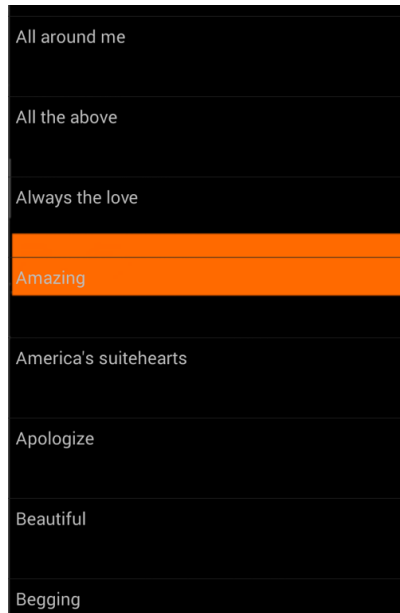 All around me
All the above
Always the love
Amazing
America's suitehearts
Apologize
Beautiful
Begging